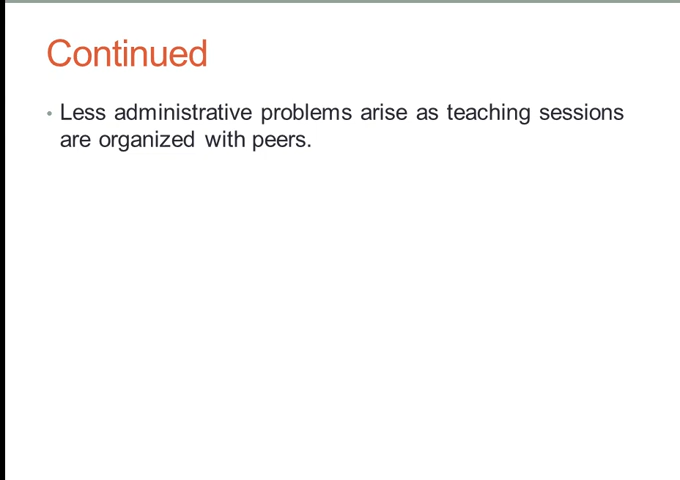 Continued
• Less administrative problems arise as teaching sessions
are organized with peers.